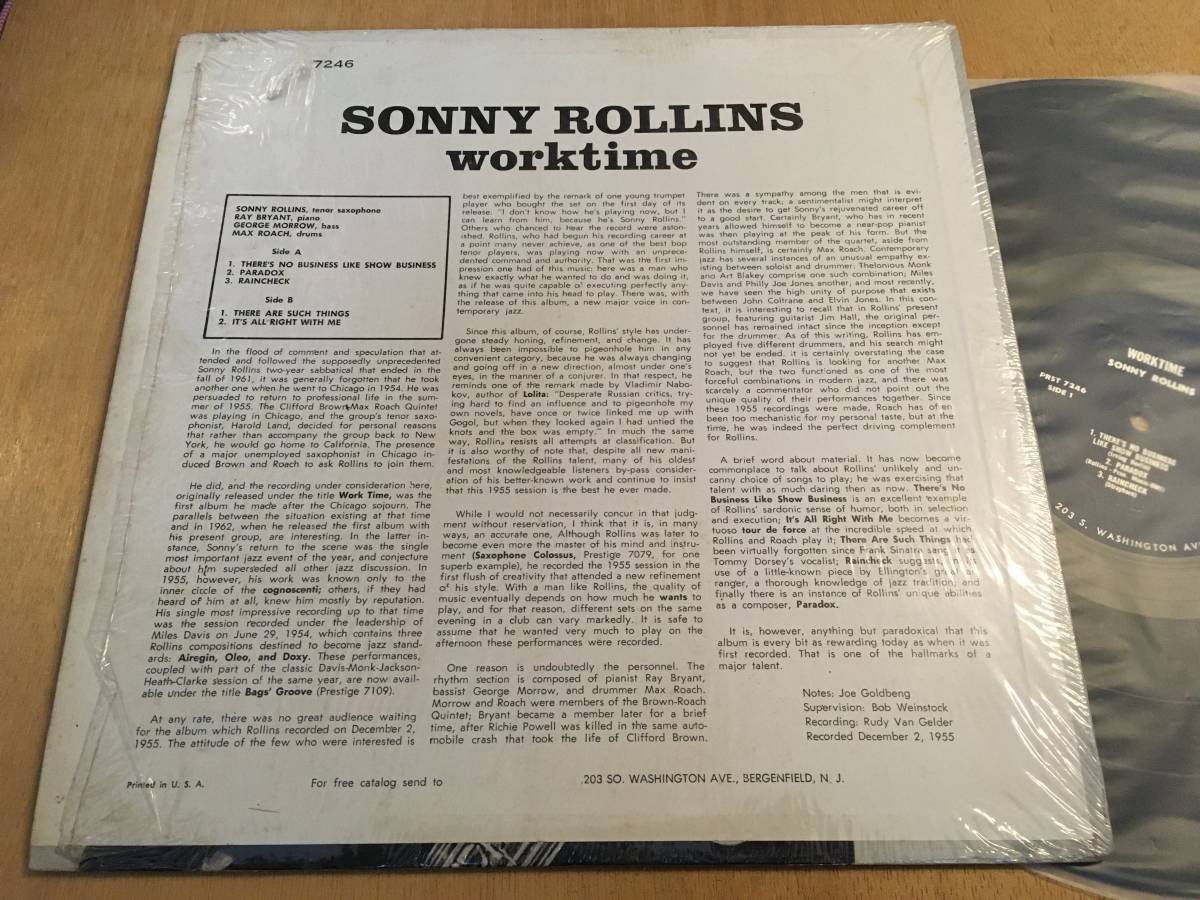 7246
SONNY ROLLINS
worktime
SONNY ROLLINS, tenor saxophone
RAY BRYANT, piano
GEORGE MORROW, bass
MAX ROACH, drums
Side A
1. THERE'S NO BUSINESS LIKE SHOW BUSINESS
2. PARADOX
3. RAINCHECK
Side B
1. THERE ARE SUCH THINGS
2. IT'S ALL RIGHT WITH ME
In the flood of comment and speculation that at-
tended and followed the supposedly unprecedented
Sonny Rollins two-year sabbatical that ended in the
fall of 1961, it was generally forgotten that he took
another one when he went to Chicago in 1954. He was
persuaded to return to professional life in the sum-
mer of 1955. The Clifford Brown-Max Roach Quintet
was playing in Chicago, and the group's tenor saxo-
phonist, Harold Land, decided for personal reasons
that rather than accompany the group back to New
York, he would go home to California. The presence
of a major unemployed saxophonist in Chicago in-
duced Brown and Roach to ask Rollins to join them.
He did, and the recording under consideration here,
originally released under the title Work Time, was the
first album he made after the Chicago sojourn. The
parallels between the situation existing at that time
and in 1962, when he released the first album with
his present group, are interesting. In the latter in-
stance, Sonny's return to the scene was the single
most important jazz event of the year, and conjecture
about him superseded all other jazz discussion. In
1955, however, his work was known only to the
inner circle of the cognoscenti; others, if they had
heard of him at all, knew him mostly by reputation.
His single most impressive recording up to that time
was the session recorded under the leadership of
Miles Davis on June 29, 1954, which contains three
Rollins compositions destined to become jazz stand-
ards: Airegin, Oleo, and Doxy. These performances,
coupled with part of the classic Davis-Monk-Jackson-
Heath-Clarke session of the same year, are now avail-
able under the title Bags' Groove (Prestige 7109).
At any rate, there was no great audience waiting
for the album which Rollins recorded on December 2,
1955. The attitude of the few who were interested is
best exemplified by the remark of one young trumpet
player who bought the set on the first day of its
release: "I don't know how he's playing now, but I
can learn from him, because he's Sonny Rollins."
Others who chanced to hear the record were aston-
ished. Rollins, who had begun his recording career at
a point many never achieve, as one of the best bop
tenor players, was playing now with an unprece-
dented command and authority. That was the first im-
pression one had of this music: here was a man who
knew exactly what he wanted to do and was doing it,
as if he was quite capable of executing perfectly any-
thing that came into his head to play. There was, with
the release of this album, a new major voice in con-
temporary jazz.
Since this album, of course, Rollins' style has under-
gone steady honing, refinement, and change. It has
always been impossible to pigeonhole him in any
convenient category, because he was always changing
and going off in a new direction, almost under one's
eyes, in the manner of a conjurer. In that respect, he
reminds one of the remark made by Vladimir Nabo-
kov, author of Lolita: "Desperate Russian critics, try-
ing hard to find an influence and to pigeonhole my
own novels, have once or twice linked me up with
Gogol, but when they looked again I had untied the
knots and the box was empty." In much the same
way, Rollins resists all attempts at classification. But
it is also worthy of note that, despite all new mani-
festations of the Rollins talent, many of his oldest
and most knowledgeable listeners by-pass consider-
ation of his better-known work and continue to insist
that this 1955 session is the best he ever made.
While I would not necessarily concur in that judg-
ment without reservation, I think that it is, in many
ways, an accurate one, Although Rollins was later to
become even more the master of his mind and instru-
ment (Saxophone Colossus, Prestige 7079, for one
superb example), he recorded the 1955 session in the
first flush of creativity that attended a new refinement
of his style. With a man like Rollins, the quality of
music eventually depends on how much he wants to
play, and for that reason, different sets on the same
evening in a club can vary markedly. It is safe to
assume that he wanted very much to play on the
afternoon these performances were recorded.
One reason is undoubtedly the personnel. The
rhythm section is composed of pianist Ray Bryant,
bassist George Morrow, and drummer Max Roach.
Morrow and Roach were members of the Brown-Roach
Quintet; Bryant became a member later for a brief
time, after Richie Powell was killed in the same auto-
mobile crash that took the life of Clifford Brown.
There was a sympathy among the men that is evi-
dent on every track; a sentimentalist might interpret
it as the desire to get Sonny's rejuvenated career off
to a good start. Certainly Bryant, who has in recent
years allowed himself to become a near-pop pianist
was then playing at the peak of his form. But the
most outstanding member of the quartet, aside from
Rollins himself, is certainly Max Roach. Contemporary
jazz has several instances of an unusual empathy ex-
isting between soloist and drummer; Thelonious Monk
and Art Blakey comprise one such combination; Miles
Davis and Philly Joe Jones another; and most recently,
we have seen the high unity of purpose that exists
between John Coltrane and Elvin Jones. In this con-
text, it is interesting to recall that in Rollins' present
group, featuring guitarist Jim Hall, the original per-
sonnel has remained intact since the inception except
for the drummer. As of this writing, Rollins has em-
ployed five different drummers, and his search might
not yet be ended. it is certainly overstating the case
to suggest that Rollins is looking for another Max
Roach, but the two functioned as one of the most
forceful combinations in modern jazz, and there was
scarcely a commentator who did not point out the
unique quality of their performances together. Since
these 1955 recordings were made, Roach has of en
been too mechanistic for my personal taste, but at the
time, he was indeed the perfect driving complement
for Rollins.
A brief word about material. It has now become
commonplace to talk about Rollins' unlikely and un-
canny choice of songs to play; he was exercising that
talent with as much daring then as now. There's No
Business Like Show Business is an excellent example
of Rollins' sardonic sense of humor, both in selection
and execution; It's All Right With Me becomes a vir-
tuoso tour de force at the incredible speed at which
Rollins and Roach play it; There Are Such Things had
been virtually forgotten since Frank Sinatra sang it as
Tommy Dorsey's vocalist; Raincheck suggests, in its
use of a little-known piece by Ellington's great ar-
ranger, a thorough knowledge of jazz tradition; and
finally there is an instance of Rollins' unique abilities
as a composer, Paradox.
It is, however, anything but paradoxical that this
album is every bit as rewarding today as when it was
first recorded. That is one of the hallmarks of a
major talent.
Notes: Joe Goldberg
Supervision: Bob Weinstock
Recording: Rudy Van Gelder
Recorded December 2, 1955
Printed in U. S. A.
For free catalog send to
203 SO. WASHINGTON AVE., BERGENFIELD, N. J.
WORKTIME
SONNY ROLLINS
PRST 7246
SIDE 1
1. THERE'S NO BUSINESS
LIKE SHOW BUSINESS
2. PARADOX
3. RAINCHECK
203 S. WASHINGTON AV